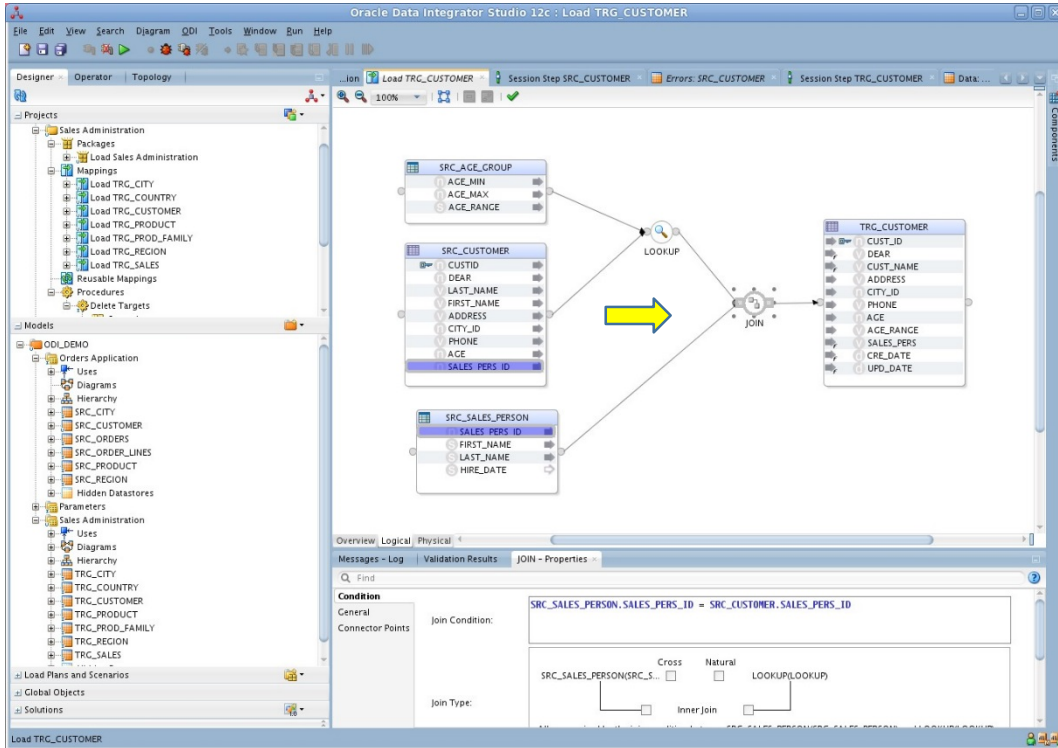 Oracle Data Integrator Studio 12c : Load TRG_CUSTOMER
File Edit View Search Diagram ODI Tools Window Run Help
Designer Operator Topology
Projects
Sales Administration
Packages
Load Sales Administration
Mappings
Load TRG_CITY
Load TRG_COUNTRY
Load TRG_CUSTOMER
Load TRG_PRODUCT
Load TRG_PROD_FAMILY
Load TRG_REGION
Load TRG_SALES
Reusable Mappings
Procedures
Delete Targets
Models
ODI_DEMO
Orders Application
Uses
Diagrams
Hierarchy
SRC_CITY
SRC_CUSTOMER
SRC_ORDERS
SRC_ORDER_LINES
SRC_PRODUCT
SRC_REGION
Hidden Datastores
Parameters
Sales Administration
Uses
Diagrams
Hierarchy
TRG_CITY
TRG_COUNTRY
TRG_CUSTOMER
TRG_PRODUCT
TRG_PROD_FAMILY
TRG_REGION
TRG_SALES
Load Plans and Scenarios
Global Objects
Solutions
...ion Load TRG_CUSTOMER Session Step SRC_CUSTOMER Errors: SRC_CUSTOMER Session Step TRG_CUSTOMER Data: ...
100%
Components
SRC_AGE_GROUP
AGE_MIN
AGE_MAX
AGE_RANGE
SRC_CUSTOMER
CUSTID
DEAR
LAST_NAME
FIRST_NAME
ADDRESS
CITY_ID
PHONE
AGE
SALES_PERS_ID
SRC_SALES_PERSON
SALES_PERS_ID
FIRST_NAME
LAST_NAME
HIRE_DATE
LOOKUP
JOIN
TRG_CUSTOMER
CUST_ID
DEAR
CUST_NAME
ADDRESS
CITY_ID
PHONE
AGE
AGE_RANGE
SALES_PERS
CRE_DATE
UPD_DATE
Overview Logical Physical
Messages - Log Validation Results JOIN - Properties
Find
Condition
General
Connector Points
Join Condition:
SRC_SALES_PERSON.SALES_PERS_ID = SRC_CUSTOMER.SALES_PERS_ID
Join Type:
Cross Natural
SRC_SALES_PERSON(SRC_S... LOOKUP(LOOKUP)
Inner Join
Load TRG_CUSTOMER